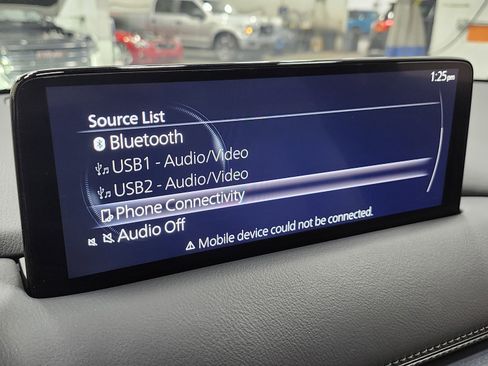 1:25pm
Source List
Bluetooth
USB1 - Audio/Video
USB2 - Audio/Video
Phone Connectivity
Audio Off
Mobile device could not be connected.